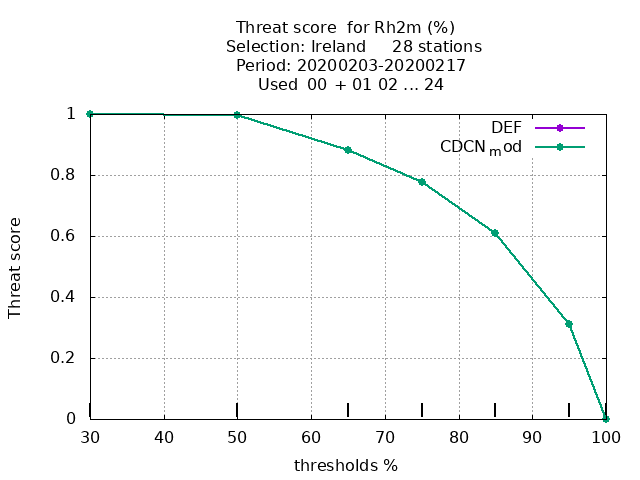 Threat score  for Rh2m (%)
Selection: Ireland     28 stations
Period: 20200203-20200217
Used  00 + 01 02 ... 24
DEF
CDCNmod
Threat score
1
0.8
0.6
0.4
0.2
0
30 40 50 60 70 80 90 100
thresholds %